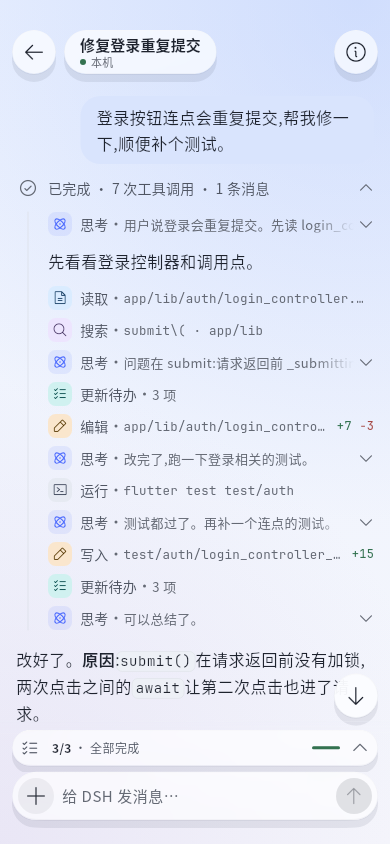 修复登录重复提交
本机
登录按钮连点会重复提交,帮我修一
下,顺便补个测试。
已完成 · 7 次工具调用 · 1 条消息
思考 · 用户说登录会重复提交。先读 login_c
先看看登录控制器和调用点。
读取 · app/lib/auth/login_controller.…
搜索 · submit\( · app/lib
思考 · 问题在 submit:请求返回前 _submitti
更新待办 · 3 项
编辑 · app/lib/auth/login_contro… +7 -3
思考 · 改完了,跑一下登录相关的测试。
运行 · flutter test test/auth
思考 · 测试都过了。再补一个连点的测试。
写入 · test/auth/login_controller_… +15
更新待办 · 3 项
思考 · 可以总结了。
改好了。原因:submit() 在请求返回前没有加锁,
两次点击之间的 await 让第二次点击也进了
求。
3/3 · 全部完成
给 DSH 发消息…